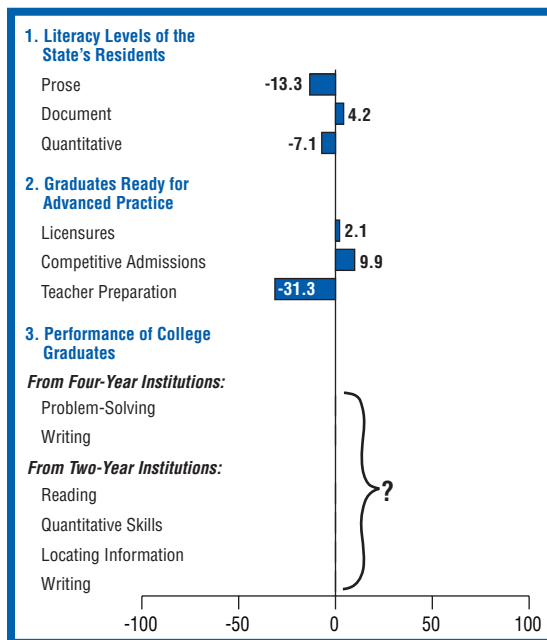 1. Literacy Levels of the
State's Residents
Prose
-13.3
Document
4.2
Quantitative
-7.1
2. Graduates Ready for
Advanced Practice
Licensures
2.1
Competitive Admissions
9.9
Teacher Preparation
-31.3
3. Performance of College
Graduates
From Four-Year Institutions:
Problem-Solving
Writing
From Two-Year Institutions:
Reading
?
Quantitative Skills
Locating Information
Writing
-100 -50 0 50 100